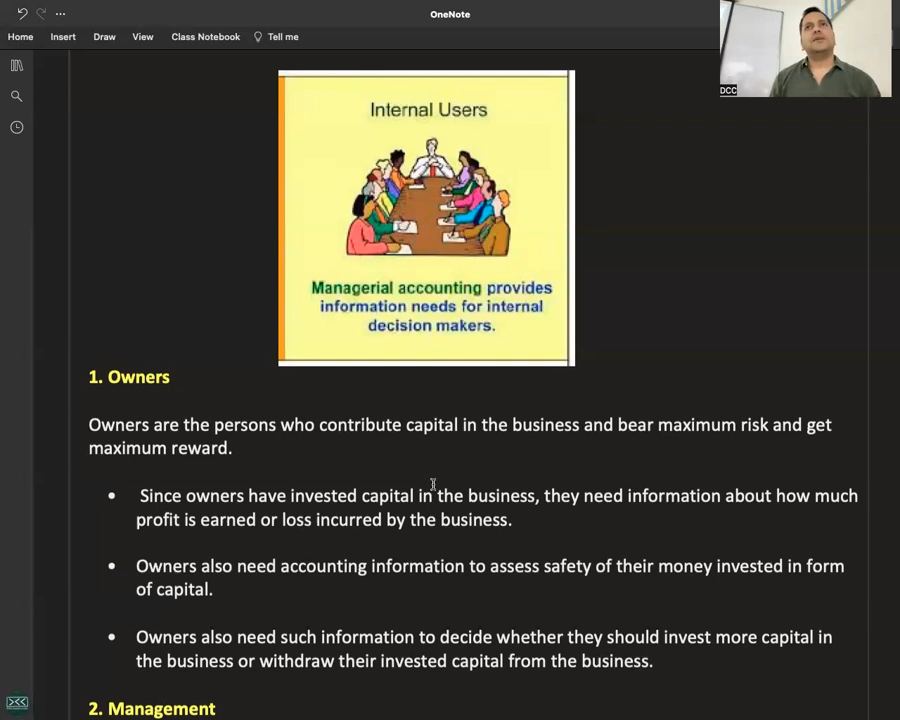 OneNote
Home Insert Draw View Class Notebook Tell me
DCC
Internal Users
Managerial accounting provides
information needs for internal
decision makers.
1. Owners
Owners are the persons who contribute capital in the business and bear maximum risk and get
maximum reward.
• Since owners have invested capital in the business, they need information about how much
profit is earned or loss incurred by the business.
• Owners also need accounting information to assess safety of their money invested in form
of capital.
• Owners also need such information to decide whether they should invest more capital in
the business or withdraw their invested capital from the business.
2. Management